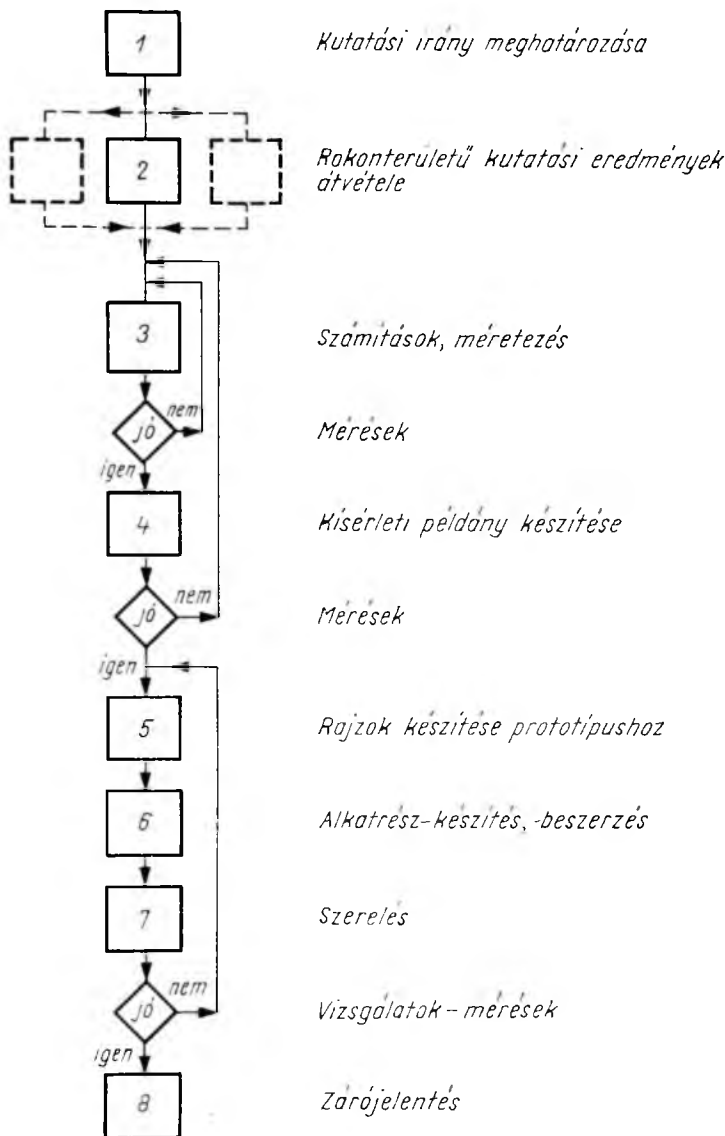 1 Kutatási irány meghatározása
2 Rokonterületű kutatási eredmények
átvétele
3 Számítások, méretezés
nem
jó Mérések
igen
4 Kísérleti példány készítése
nem
jó Mérések
igen
5 Rajzok készítése prototípushoz
6 Alkatrész-készítés, -beszerzés
7 Szerelés
nem
jó Vizsgálatok – mérések
igen
8 Zárójelentés